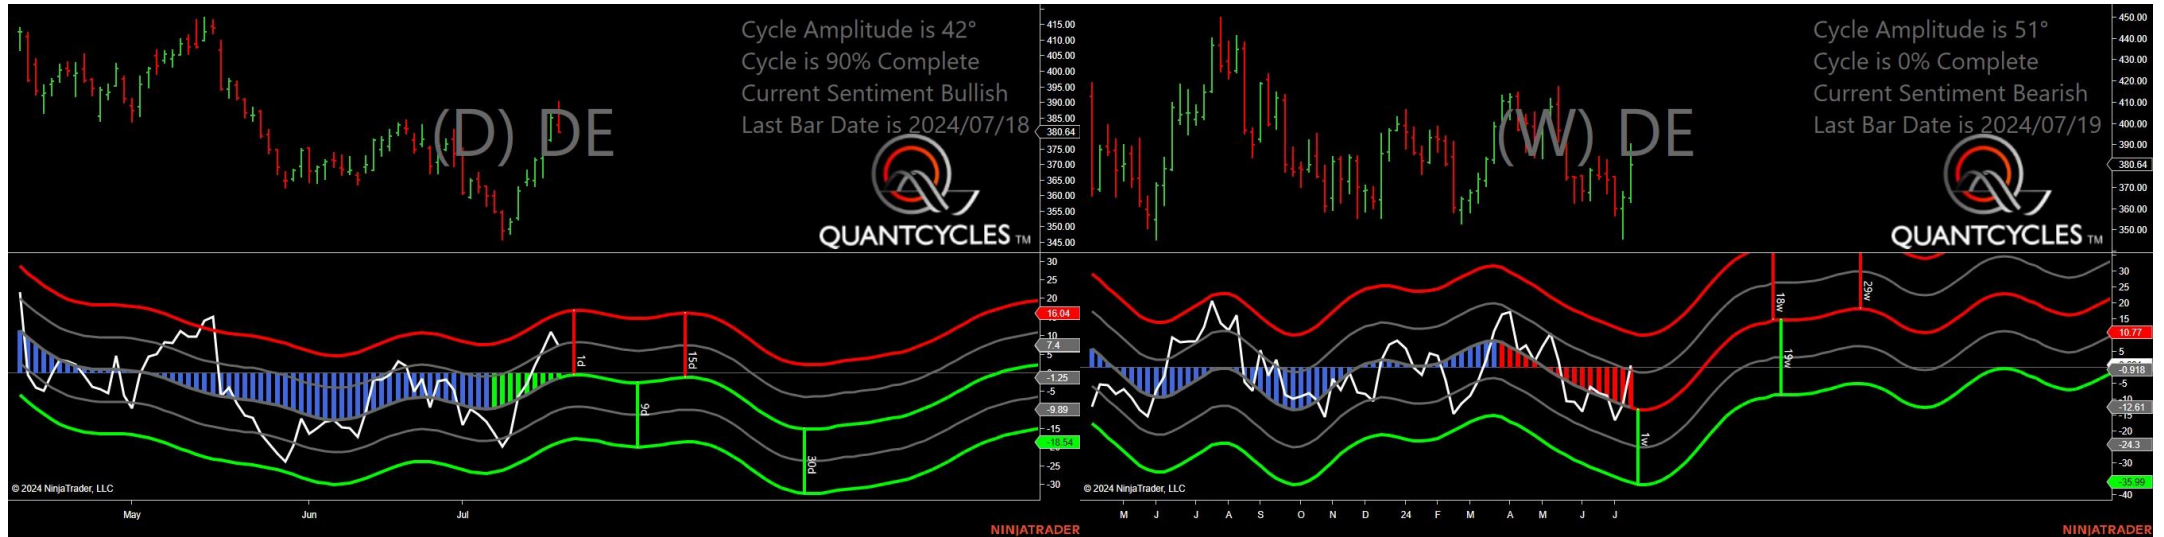 Cycle Amplitude is 42°
Cycle is 90% Complete
Current Sentiment Bullish
Last Bar Date is 2024/07/18
(D) DE
QUANTCYCLES TM
415.00
410.00
405.00
400.00
395.00
390.00
385.00
380.64
375.00
370.00
365.00
360.00
355.00
350.00
345.00
30
25
20
16.04
10
7.4
5
-1.25
-5
-9.89
-15
-18.54
-25
-30
1d
9d
15d
30d
© 2024 NinjaTrader, LLC
May Jun Jul
NINJATRADER
Cycle Amplitude is 51°
Cycle is 0% Complete
Current Sentiment Bearish
Last Bar Date is 2024/07/19
(W) DE
QUANTCYCLES TM
450.00
440.00
430.00
420.00
410.00
400.00
390.00
380.64
370.00
360.00
350.00
30
20
15
10.77
5
-0.918
-5
-12.61
-15
-20
-24.3
-30
-35.99
-40
1w
18w
19w
29w
© 2024 NinjaTrader, LLC
M J J A S O N D 24 F M A M J J
NINJATRADER